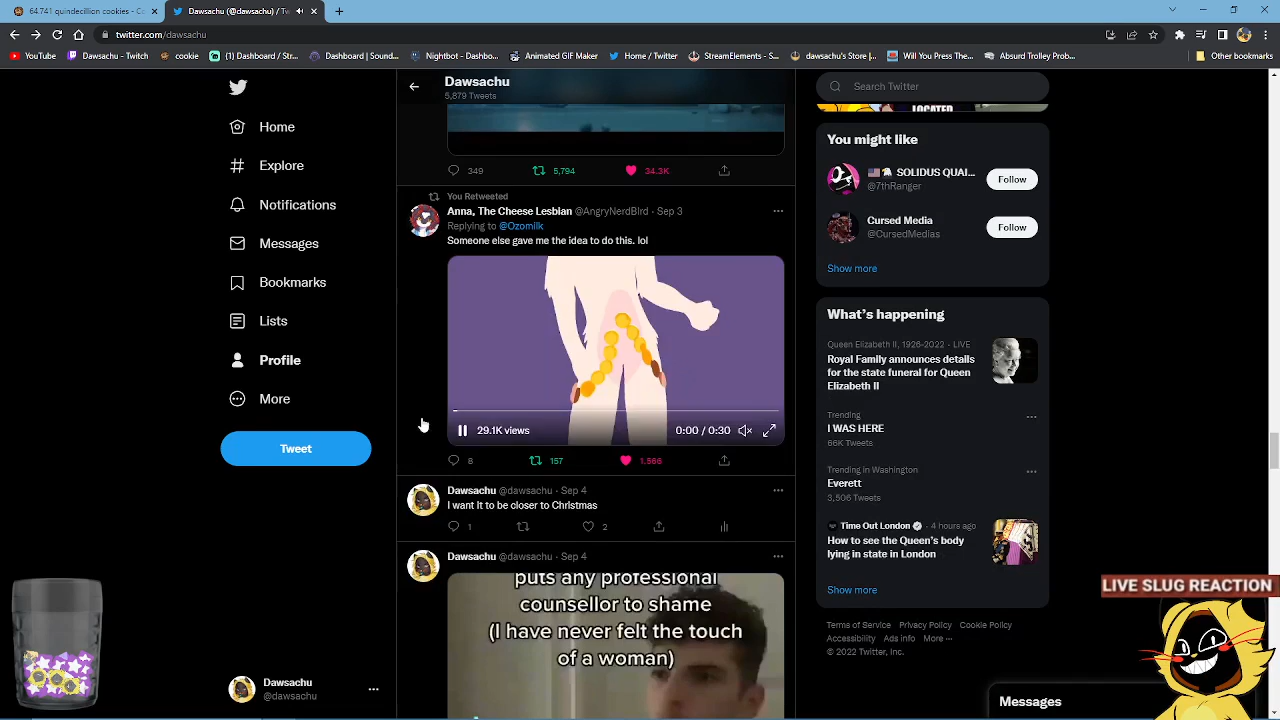 64.741 quindecillion cookies - Co
Dawsachu (@dawsachu) / Tw
twitter.com/dawsachu
YouTube
Twitch
cookie
(1) Dashboard / Str...
Dashboard | Sound...
Nightbot - Dashbo...
Animated GIF Maker
Home / Twitter
StreamElements - S...
dawsachu's Store |...
Will You Press The...
Absurd Trolley Prob...
Other bookmarks
Home
Explore
Notifications
Messages
Bookmarks
Lists
Profile
More
Tweet
Dawsachu
@dawsachu
Dawsachu
5,879 Tweets
349 5,794 34.3K
You Retweeted
Anna, The Cheese Lesbian @AngryNerdBird · Sep 3
Replying to @Ozomilk
Someone else gave me the idea to do this. lol
29.1K views 0:00 / 0:30
8 157 1,566
Dawsachu @dawsachu · Sep 4
I want it to be closer to Christmas
1 2
Dawsachu @dawsachu · Sep 4
puts any professional
counsellor to shame
(I have never felt the touch
of a woman)
Search Twitter
LOCATED
You might like
SOLIDUS QUAI...
@7thRanger
Follow
Cursed Media
@CursedMedias
Follow
Show more
What's happening
Queen Elizabeth II, 1926-2022 · LIVE
Royal Family announces details
for the state funeral for Queen
Elizabeth II
Trending
I WAS HERE
66K Tweets
Trending in Washington
Everett
3,506 Tweets
Time Out London · 4 hours ago
How to see the Queen's body
lying in state in London
Show more
Terms of Service Privacy Policy Cookie Policy
Accessibility Ads info More ···
© 2022 Twitter, Inc.
LIVE SLUG REACTION
Messages